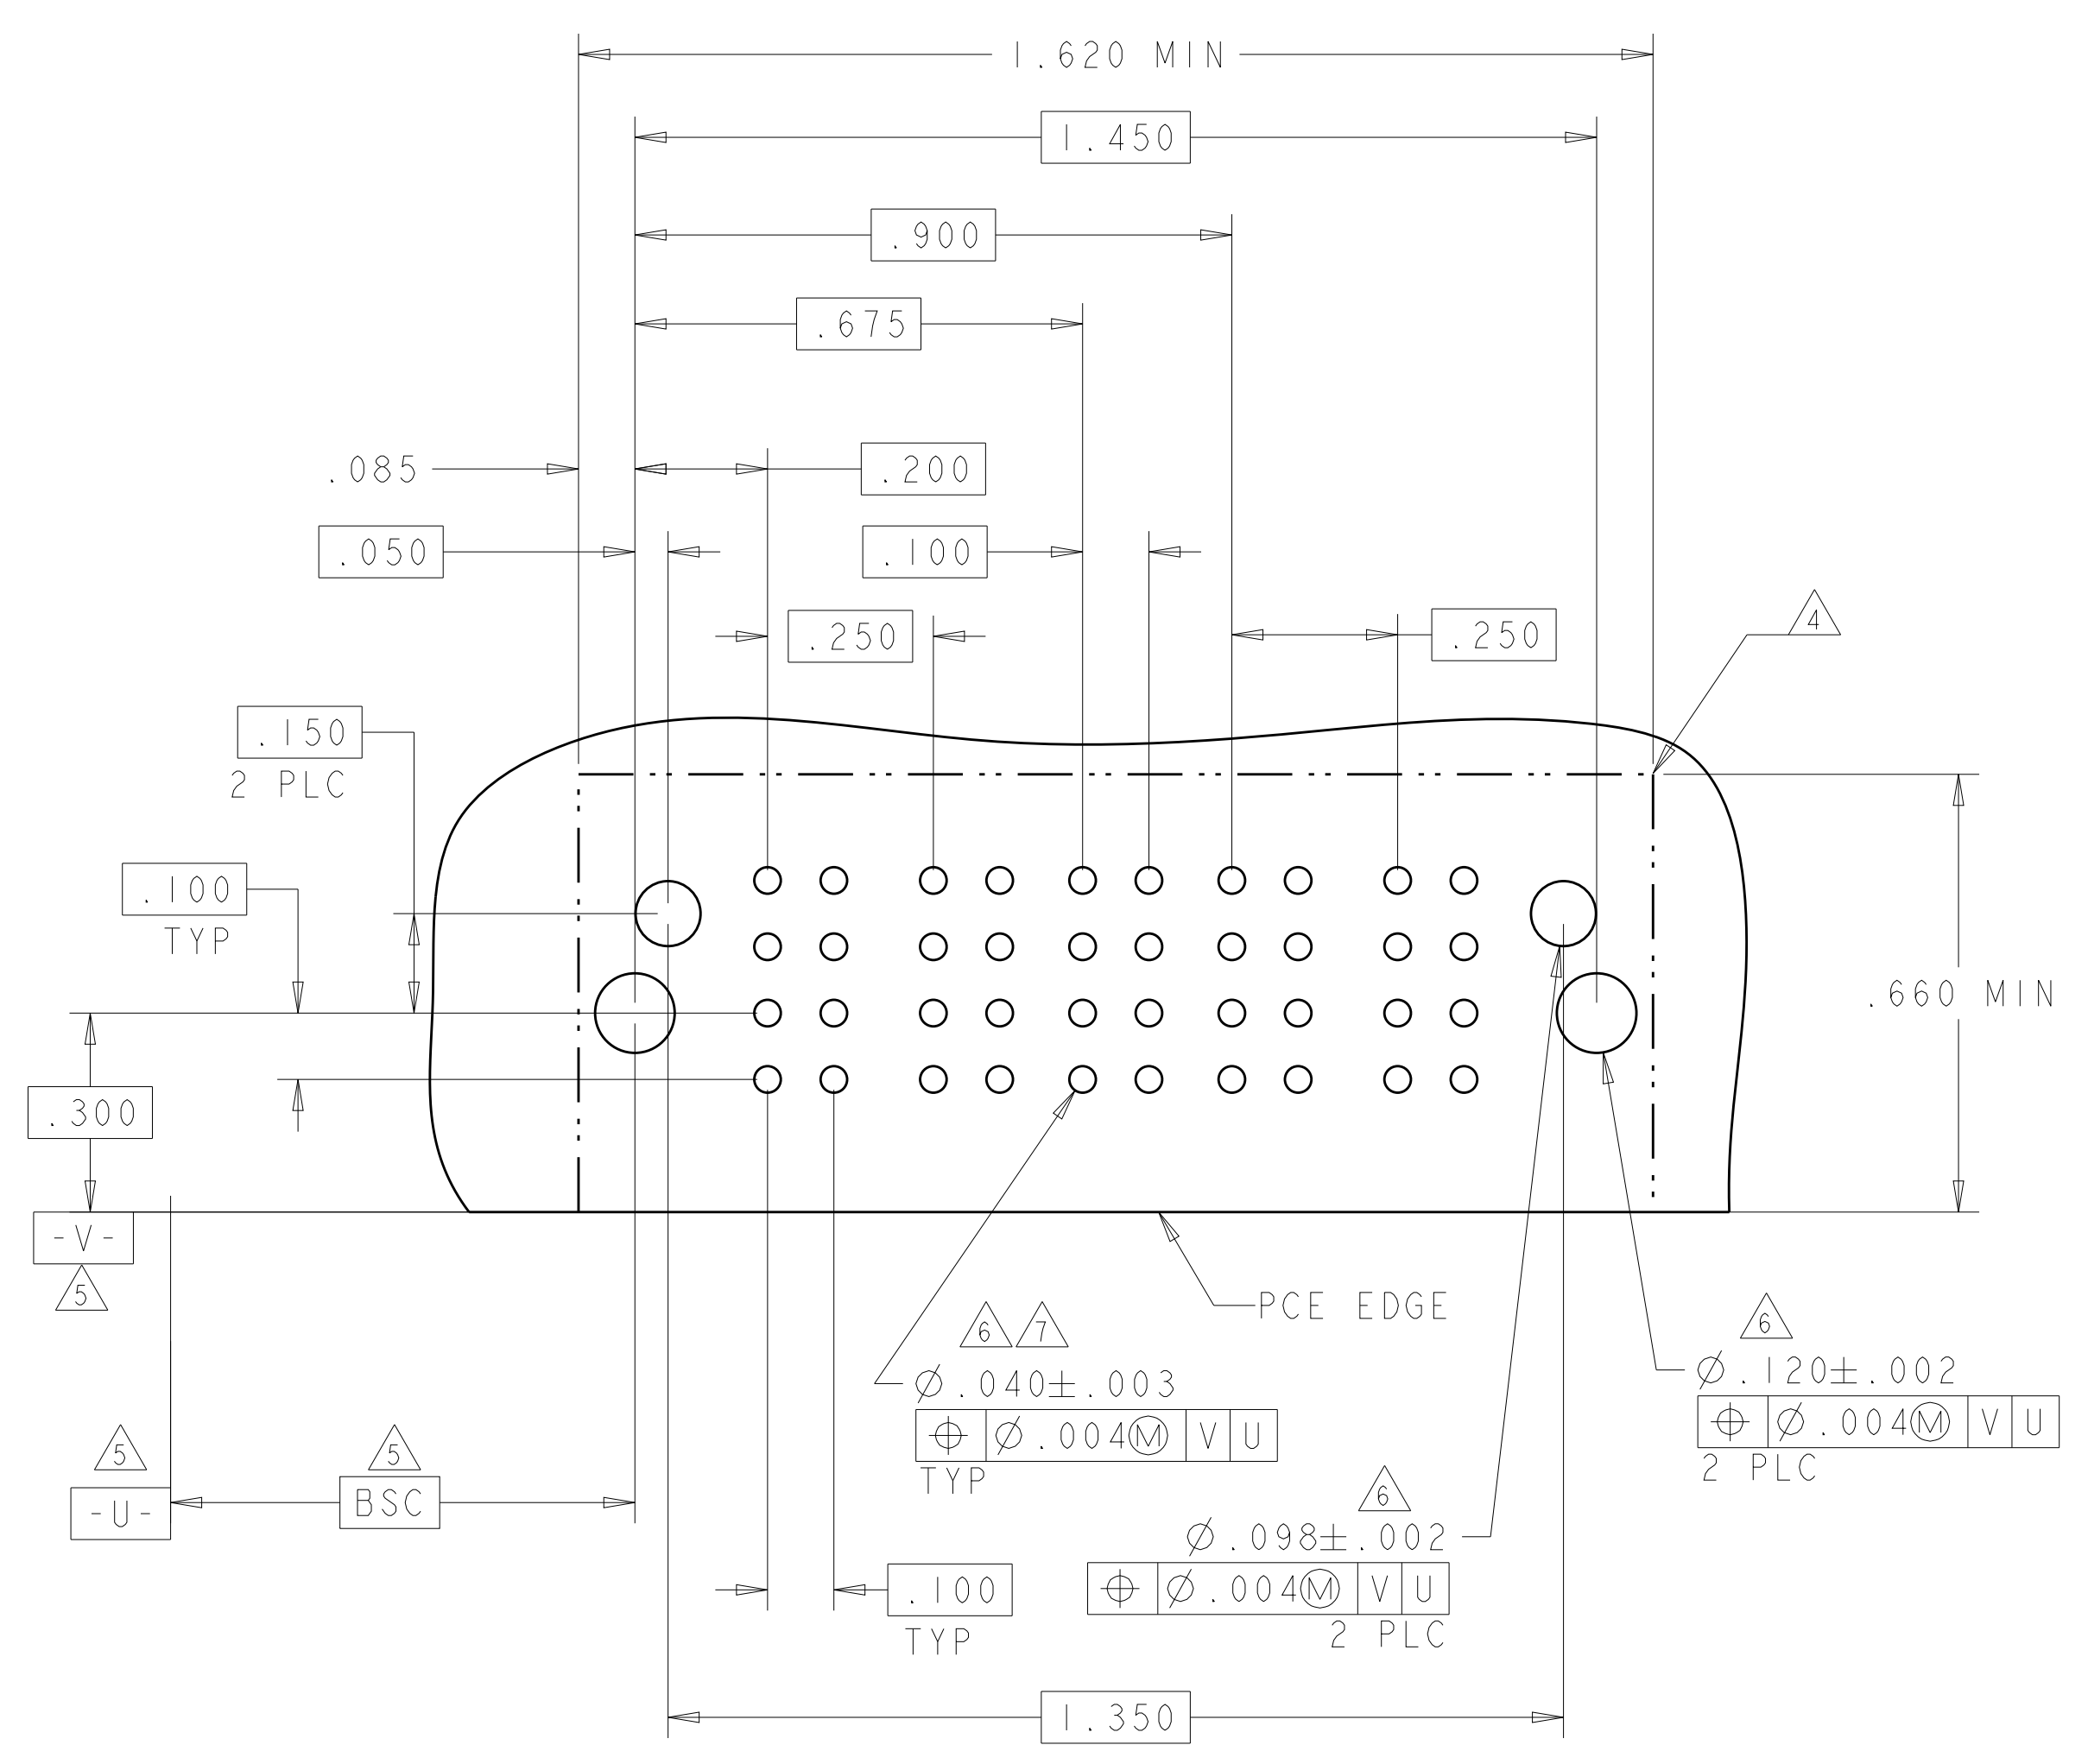 1.620 MIN
1.450
.900
.675
.085
.200
.050
.100
.250
.250
4
.150
2 PLC
.100
TYP
.660 MIN
.300
-V-
5
PCE EDGE
6 7
Ø.040±.003
⌖ Ø.004Ⓜ V U
TYP
6
Ø.120±.002
⌖ Ø.004Ⓜ V U
2 PLC
5
-U-
5
BSC
6
Ø.098±.002
⌖ Ø.004Ⓜ V U
2 PLC
.100
TYP
1.350